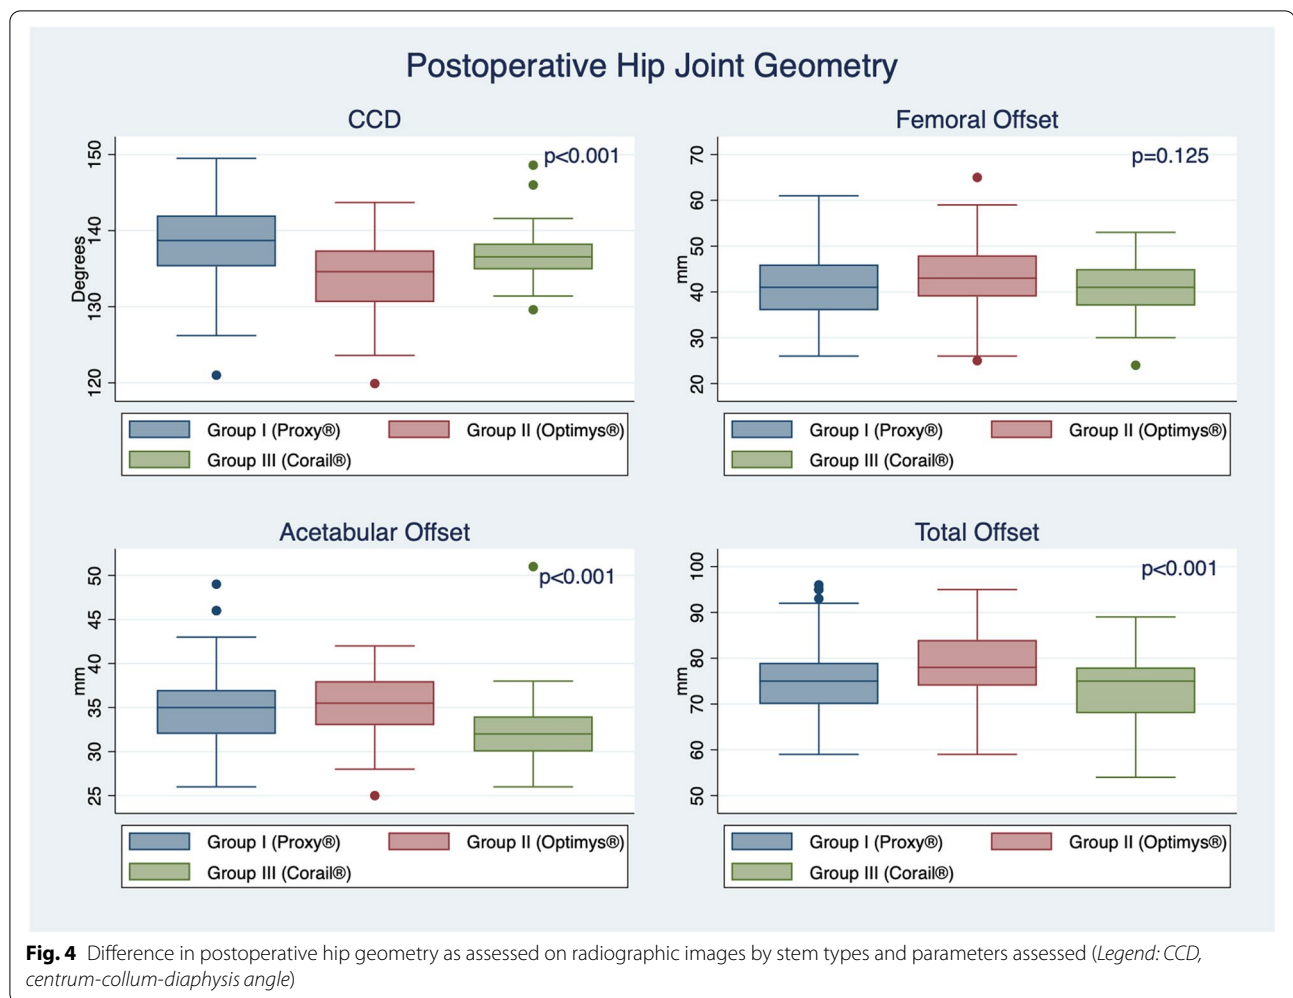 Postoperative Hip Joint Geometry
CCD
p<0.001
Degrees
150
140
130
120
Group I (Proxy®)
Group II (Optimys®)
Group III (Corail®)
Femoral Offset
p=0.125
mm
70
60
50
40
30
20
Group I (Proxy®)
Group II (Optimys®)
Group III (Corail®)
Acetabular Offset
p<0.001
mm
50
45
40
35
30
25
Group I (Proxy®)
Group II (Optimys®)
Group III (Corail®)
Total Offset
p<0.001
mm
100
90
80
70
60
50
Group I (Proxy®)
Group II (Optimys®)
Group III (Corail®)
Fig. 4 Difference in postoperative hip geometry as assessed on radiographic images by stem types and parameters assessed (Legend: CCD,
centrum-collum-diaphysis angle)